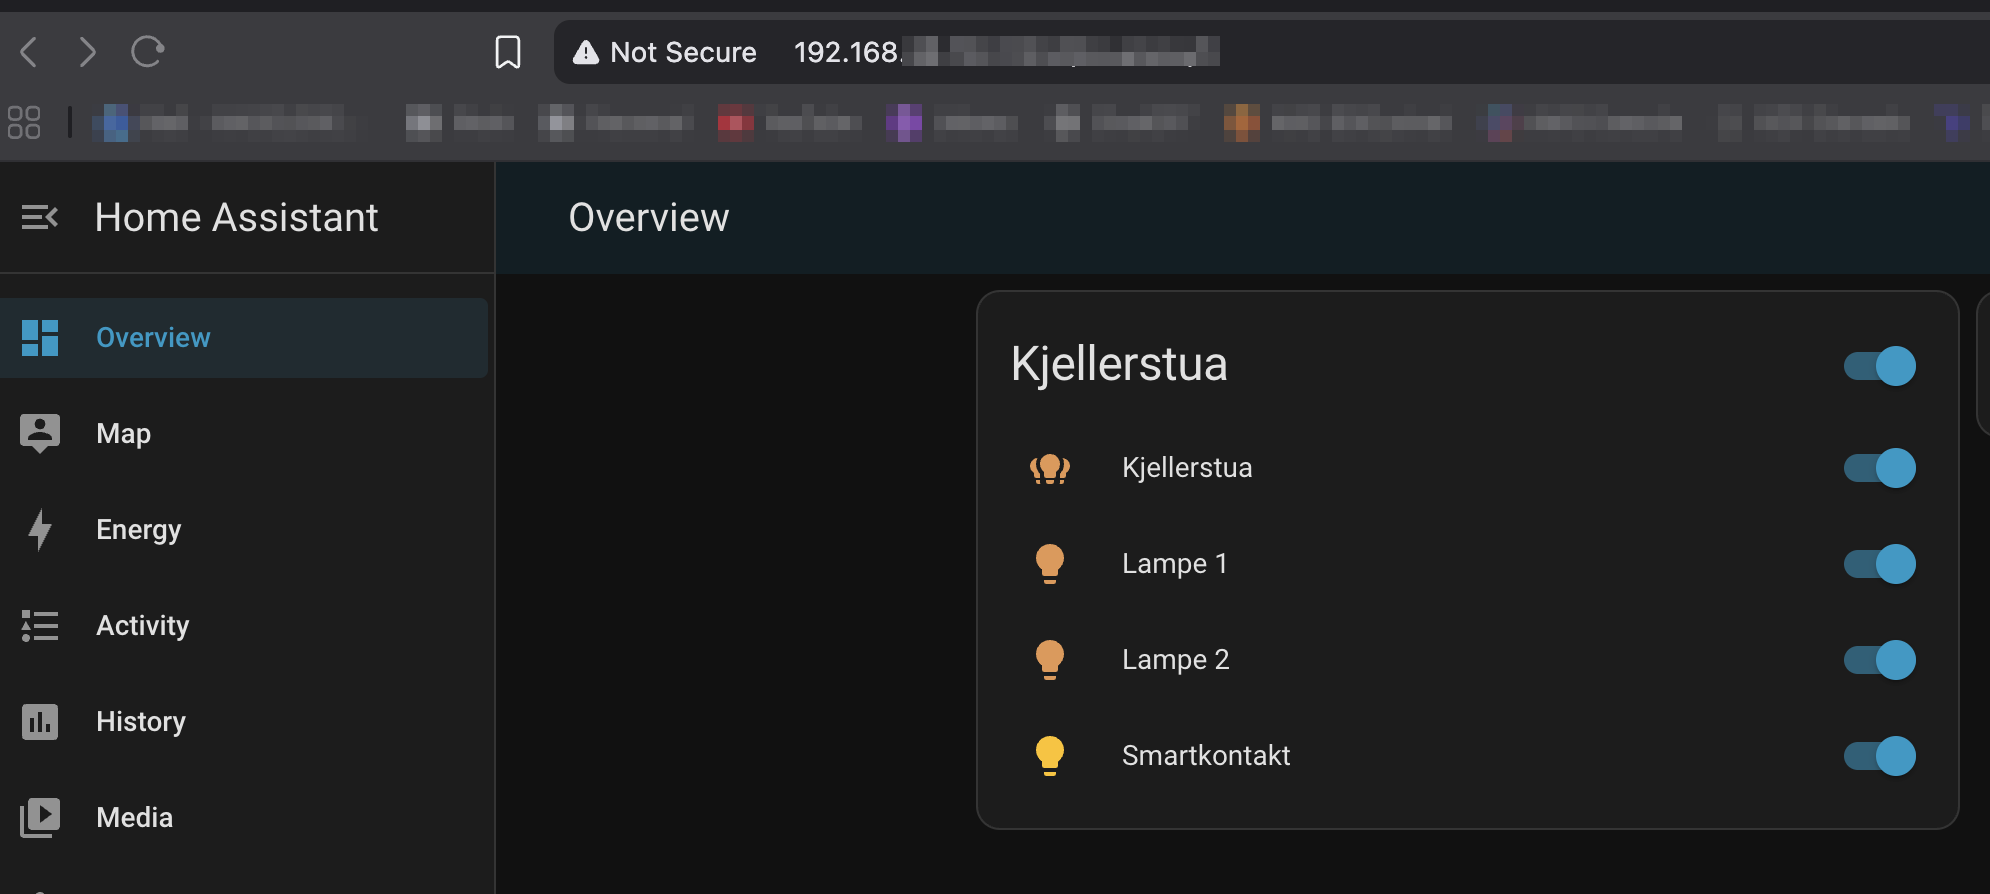 Not Secure 192.168.
Home Assistant
Overview
Overview
Map
Energy
Activity
History
Media
Kjellerstua
Kjellerstua
Lampe 1
Lampe 2
Smartkontakt